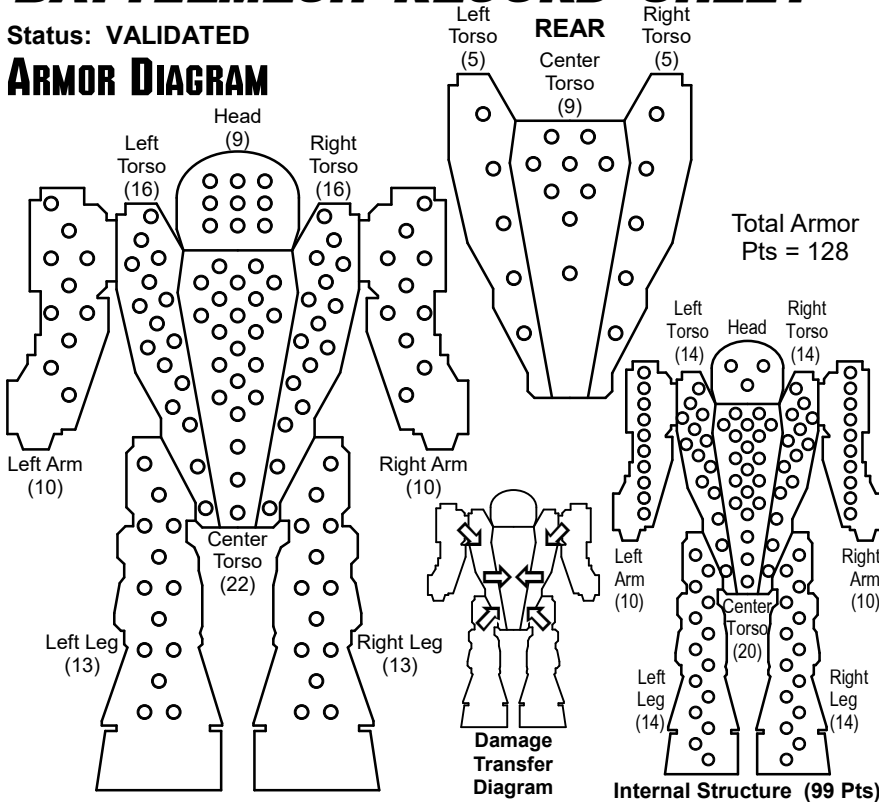 Status: VALIDATED
ARMOR DIAGRAM
REAR
Left
Torso
(5)
Center
Torso
(9)
Right
Torso
(5)
Head
(9)
Left
Torso
(16)
Right
Torso
(16)
Left Arm
(10)
Right Arm
(10)
Center
Torso
(22)
Left Leg
(13)
Right Leg
(13)
Total Armor
Pts = 128
Damage
Transfer
Diagram
Left
Torso
(14)
Head
Right
Torso
(14)
Left
Arm
(10)
Right
Arm
(10)
Center
Torso
(20)
Left
Leg
(14)
Right
Leg
(14)
Internal Structure (99 Pts)